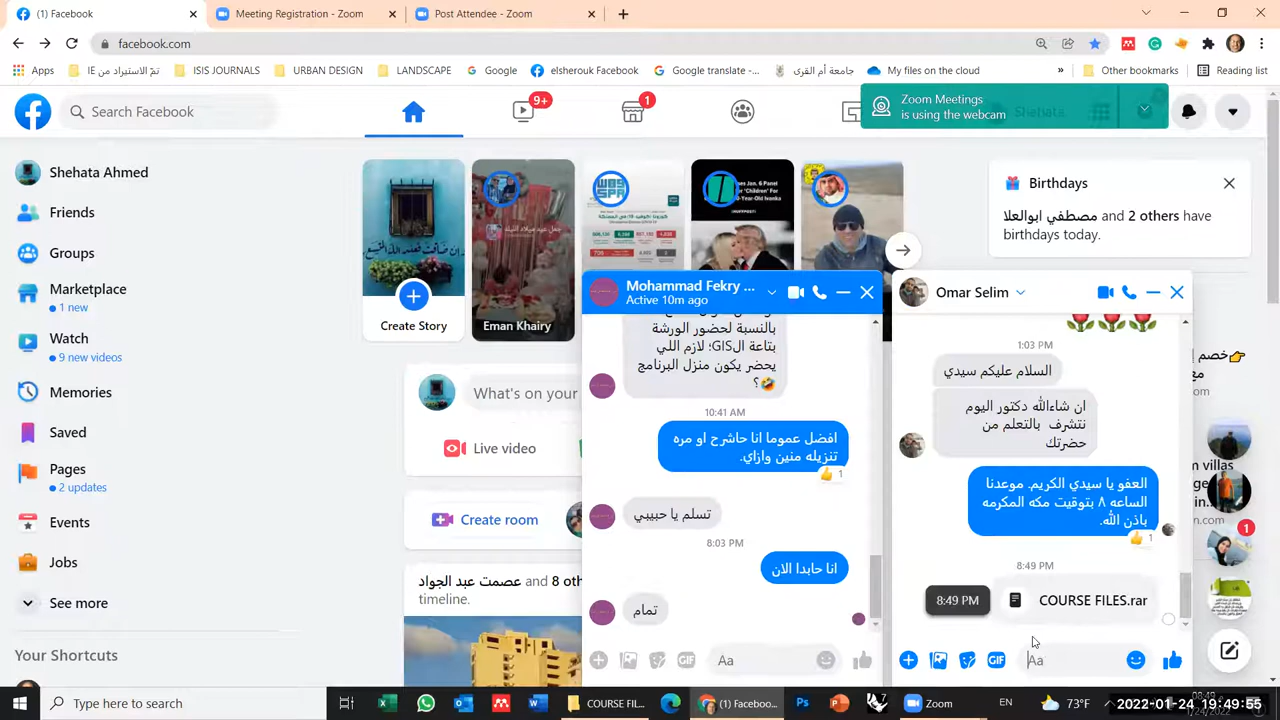 (1) Facebook
Meeting Registration - Zoom
Post Attendee - Zoom
facebook.com
Apps
تمّ الاستيراد من IE
ISIS JOURNALS
URBAN DESIGN
LANDSCAPE
Google
elsherouk Facebook
Google translate -...
جامعة أم القرى
My files on the cloud
»
Other bookmarks
Reading list
Search Facebook
9+
1
Zoom Meetings
is using the webcam
Shehata
Shehata Ahmed
Friends
Groups
Marketplace
1 new
Watch
9 new videos
Memories
Saved
Pages
2 updates
Events
Jobs
See more
Your Shortcuts
Create Story
Eman Khairy
What's on your
Live video
Create room
عصمت عبد الجواد and 8 oth
timeline.
Birthdays
مصطفي ابوالعلا and 2 others have
birthdays today.
خصم
مع
om villas
1
Mohammad Fekry ...
Active 10m ago
بالنسبة لحضور الورشة
بتاعة الGIS؛ لازم اللي
يحضر يكون منزل البرنامج
🤣؟
10:41 AM
افضل عموما انا حاشرح او مره
تنزيله منين وازاي.
👍 1
تسلم يا حبيبي
8:03 PM
انا حابدا الان
تمام
GIF
Aa
Omar Selim
🌹🌹🌹
1:03 PM
السلام عليكم سيدي
ان شاءالله دكتور اليوم
نتشرف بالتعلم من
حضرتك
العفو يا سيدي الكريم. موعدنا
الساعه ٨ بتوقيت مكه المكرمه
باذن الله.
👍 1
8:49 PM
8:49 PM
COURSE FILES.rar
GIF
Aa
Type here to search
COURSE FIL...
(1) Faceboo...
Zoom
EN
73°F
2022-01-24 19:49:55